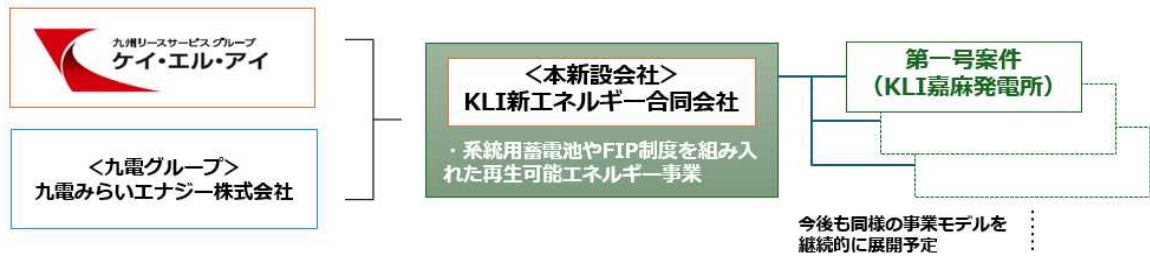 九州リースサービスグループ
ケイ・エル・アイ
<九電グループ>
九電みらいエナジー株式会社
<本新設会社>
KLI新エネルギー合同会社
・系統用蓄電池やFIP制度を組み入
れた再生可能エネルギー事業
第一号案件
（KLI嘉麻発電所）
今後も同様の事業モデルを
継続的に展開予定